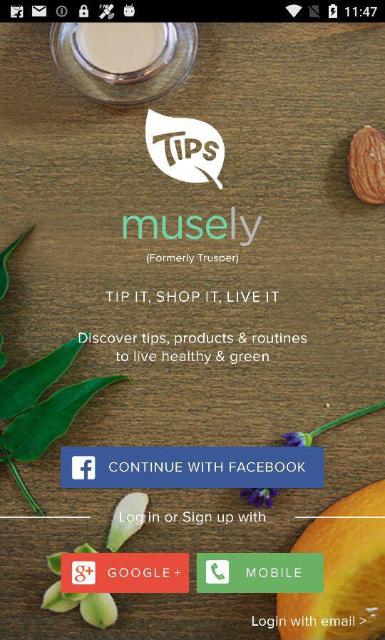 11:47
TIPS
musely
(Formerly Trusper)
TIP IT, SHOP IT, LIVE IT
Discover tips, products & routines
to live healthy & green
f CONTINUE WITH FACEBOOK
Log in or Sign up with
g+ GOOGLE+
MOBILE
Login with email >